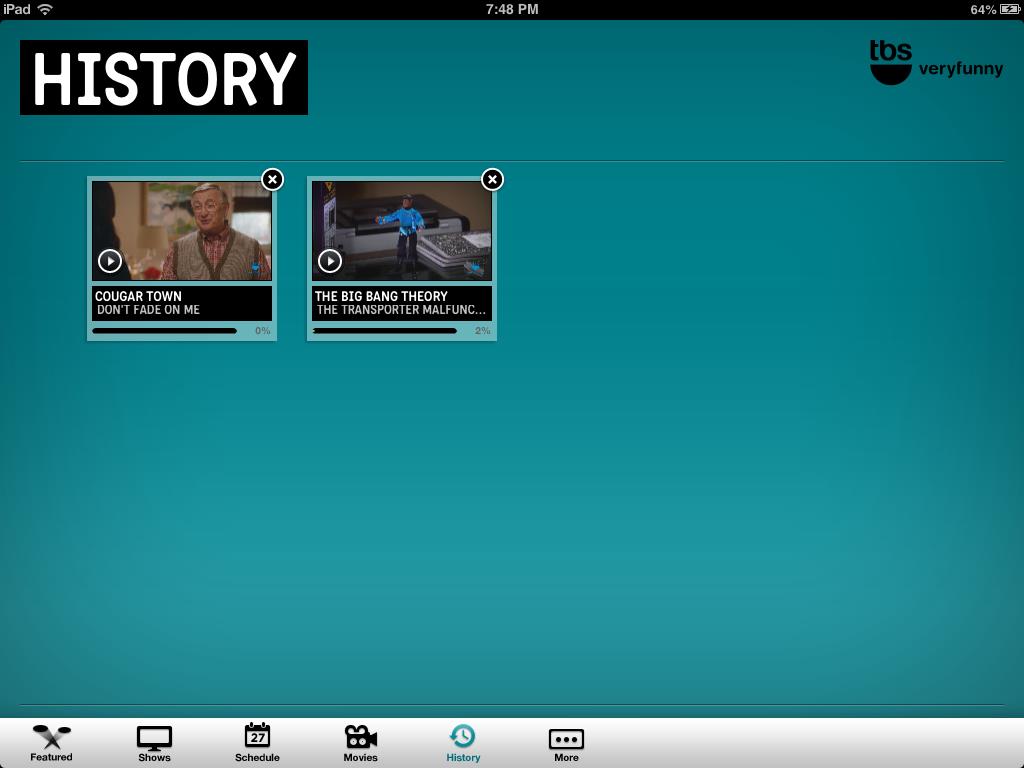 iPad 7:48 PM 64%
HISTORY
tbs
veryfunny
COUGAR TOWN
DON'T FADE ON ME
0%
THE BIG BANG THEORY
THE TRANSPORTER MALFUNC...
2%
27
Featured Shows Schedule Movies History More